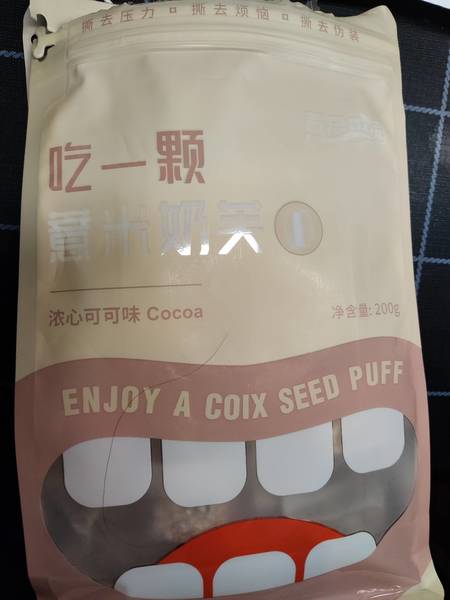 撕去压力 撕去烦恼 撕去伪装
吃一颗
薏米奶芙
浓心可可味 Cocoa
净含量: 200g
ENJOY A COIX SEED PUFF